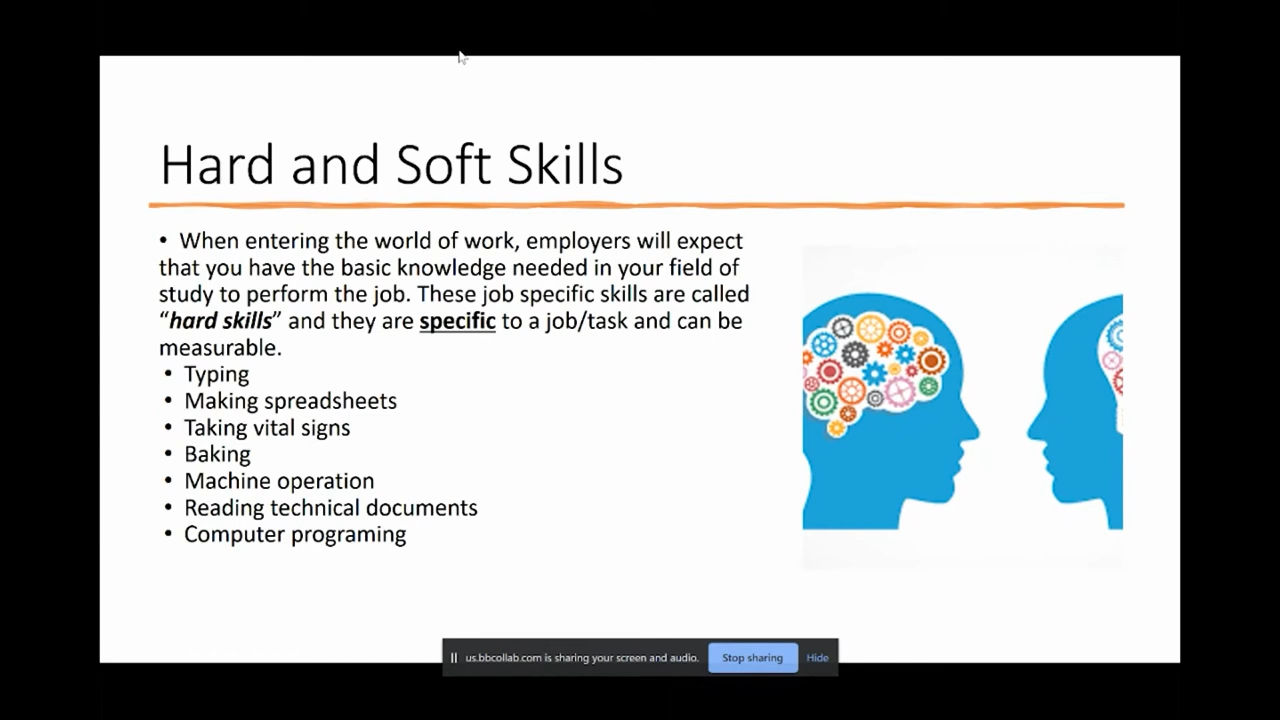 Hard and Soft Skills
• When entering the world of work, employers will expect
that you have the basic knowledge needed in your field of
study to perform the job. These job specific skills are called
“hard skills” and they are specific to a job/task and can be
measurable.
• Typing
• Making spreadsheets
• Taking vital signs
• Baking
• Machine operation
• Reading technical documents
• Computer programing
us.bbcollab.com is sharing your screen and audio. Stop sharing Hide